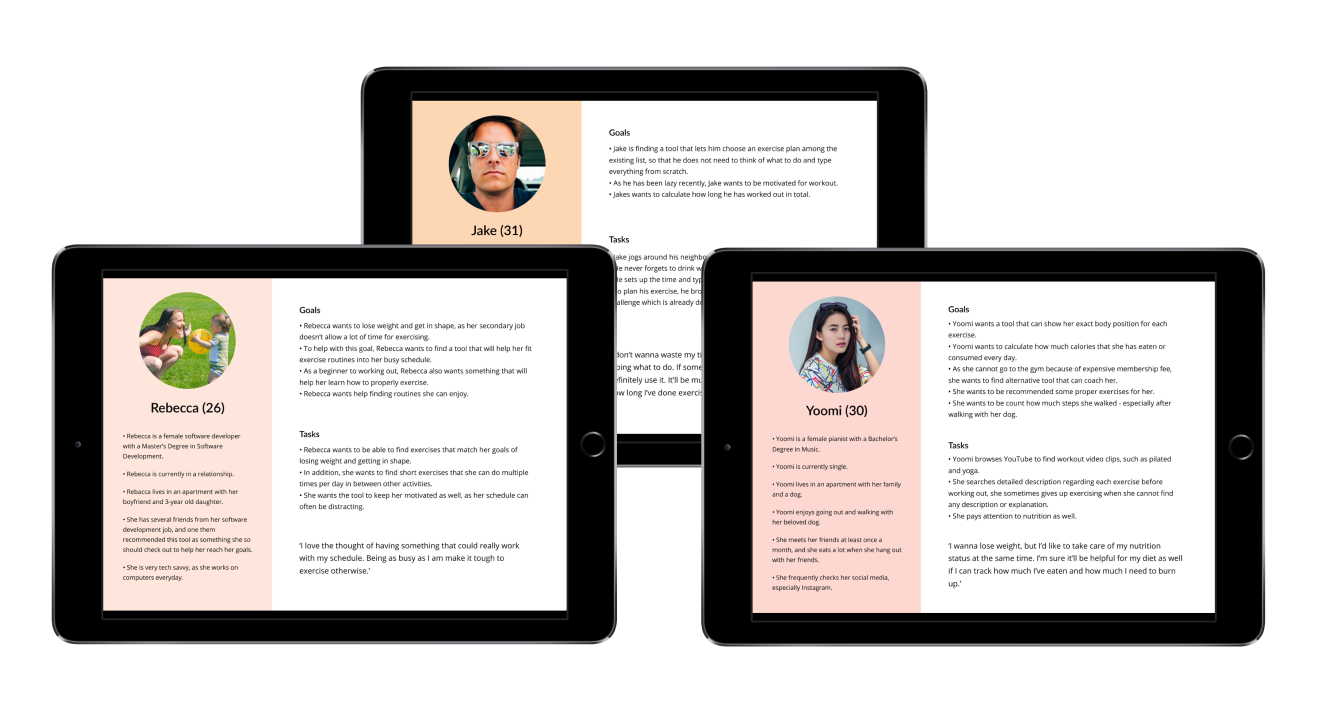 Goals
• Jake is finding a tool that lets him choose an exercise plan among the
existing list, so that he does not need to think of what to do and type
everything from scratch.
• As he has been lazy recently, Jake wants to be motivated for workout.
• Jakes wants to calculate how long he has worked out in total.
Jake (31)
Tasks
jogs around his
never forgets to drink
sets up the time and
plan his exercise, he
which is already
don't wanna waste my
what to do. If some
use it. It'll be
long I've done
Rebecca (26)
• Rebecca is a female software developer
with a Master's Degree in Software
Development.
• Rebecca is currently in a relationship.
• Rebecca lives in an apartment with her
boyfriend and 3-year old daughter.
• She has several friends from her software
development job, and one them
recommended this tool as something she so
should check out to help her reach her goals.
• She is very tech savvy, as she works on
computers everyday.
Goals
• Rebecca wants to lose weight and get in shape, as her secondary job
doesn't allow a lot of time for exercising.
• To help with this goal, Rebecca wants to find a tool that will help her fit
exercise routines into her busy schedule.
• As a beginner to working out, Rebecca also wants something that will
help her learn how to properly exercise.
• Rebecca wants help finding routines she can enjoy.
Tasks
• Rebecca wants to be able to find exercises that match her goals of
losing weight and getting in shape.
• In addition, she wants to find short exercises that she can do multiple
times per day in between other activities.
• She wants the tool to keep her motivated as well, as her schedule can
often be distracting.
'I love the thought of having something that could really work
with my schedule. Being as busy as I am make it tough to
exercise otherwise.'
Yoomi (30)
• Yoomi is a female pianist with a Bachelor's
Degree in Music.
• Yoomi is currently single.
• Yoomi lives in an apartment with her family
and a dog.
• Yoomi enjoys going out and walking with
her beloved dog.
• She meets her friends at least once a
month, and she eats a lot when she hang out
with her friends.
• She frequently checks her social media,
especially Instagram.
Goals
• Yoomi wants a tool that can show her exact body position for each
exercise.
• Yoomi wants to calculate how much calories that she has eaten or
consumed every day.
• As she cannot go to the gym because of expensive membership fee,
she wants to find alternative tool that can coach her.
• She wants to be recommended some proper exercises for her.
• She wants to be count how much steps she walked - especially after
walking with her dog.
Tasks
• Yoomi browses YouTube to find workout video clips, such as pilated
and yoga.
• She searches detailed description regarding each exercise before
working out, she sometimes gives up exercising when she cannot find
any description or explanation.
• She pays attention to nutrition as well.
'I wanna lose weight, but I'd like to take care of my nutrition
status at the same time. I'm sure it'll be helpful for my diet as well
if I can track how much I've eaten and how much I need to burn
up.'